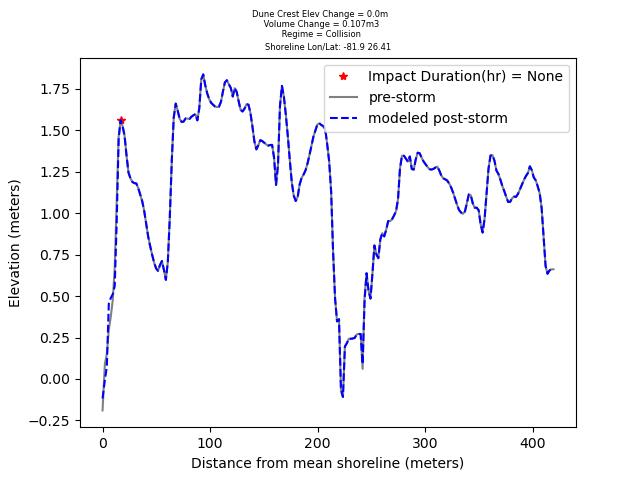 Dune Crest Elev Change = 0.0m
Volume Change = 0.107m3
Regime = Collision
Shoreline Lon/Lat: -81.9 26.41
Impact Duration(hr) = None
pre-storm
modeled post-storm
Elevation (meters)
1.75
1.50
1.25
1.00
0.75
0.50
0.25
0.00
−0.25
0
100
200
300
400
Distance from mean shoreline (meters)